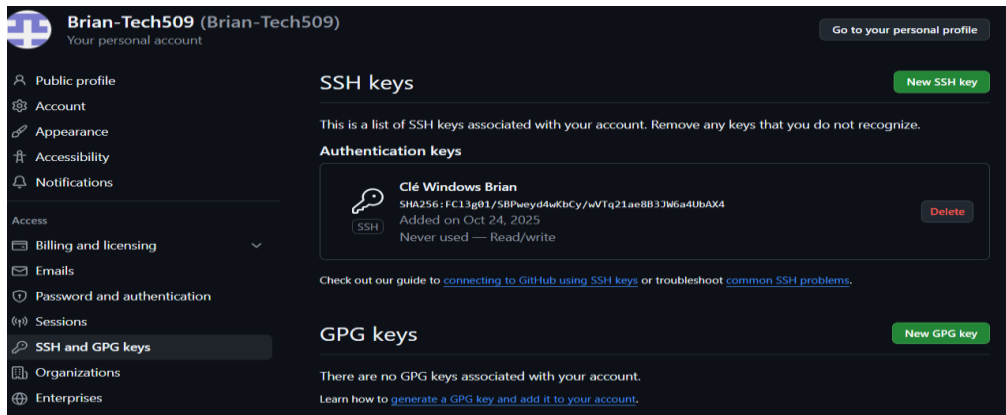 Brian-Tech509 (Brian-Tech509)
Your personal account
Go to your personal profile
Public profile
Account
Appearance
Accessibility
Notifications
Access
Billing and licensing
Emails
Password and authentication
Sessions
SSH and GPG keys
Organizations
Enterprises
SSH keys
New SSH key
This is a list of SSH keys associated with your account. Remove any keys that you do not recognize.
Authentication keys
Clé Windows Brian
SHA256:FCl3g01/SBPweyd4wKbCy/wVTq21ae8B3JW6a4UbAX4
SSH
Added on Oct 24, 2025
Never used — Read/write
Delete
Check out our guide to connecting to GitHub using SSH keys or troubleshoot common SSH problems.
GPG keys
New GPG key
There are no GPG keys associated with your account.
Learn how to generate a GPG key and add it to your account.